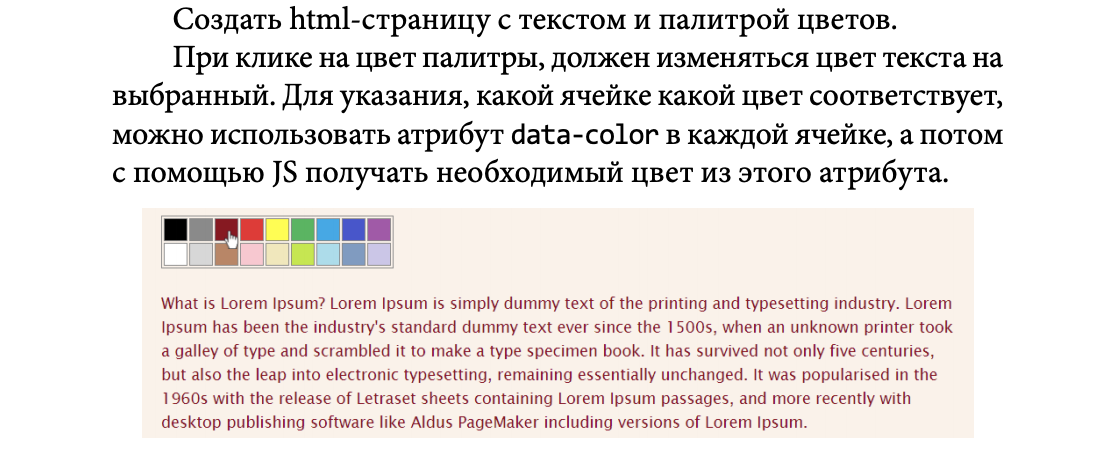 Создать html-страницу с текстом и палитрой цветов.
При клике на цвет палитры, должен изменяться цвет текста на
выбранный. Для указания, какой ячейке какой цвет соответствует,
можно использовать атрибут data-color в каждой ячейке, а потом
с помощью JS получать необходимый цвет из этого атрибута.
What is Lorem Ipsum? Lorem Ipsum is simply dummy text of the printing and typesetting industry. Lorem
Ipsum has been the industry's standard dummy text ever since the 1500s, when an unknown printer took
a galley of type and scrambled it to make a type specimen book. It has survived not only five centuries,
but also the leap into electronic typesetting, remaining essentially unchanged. It was popularised in the
1960s with the release of Letraset sheets containing Lorem Ipsum passages, and more recently with
desktop publishing software like Aldus PageMaker including versions of Lorem Ipsum.